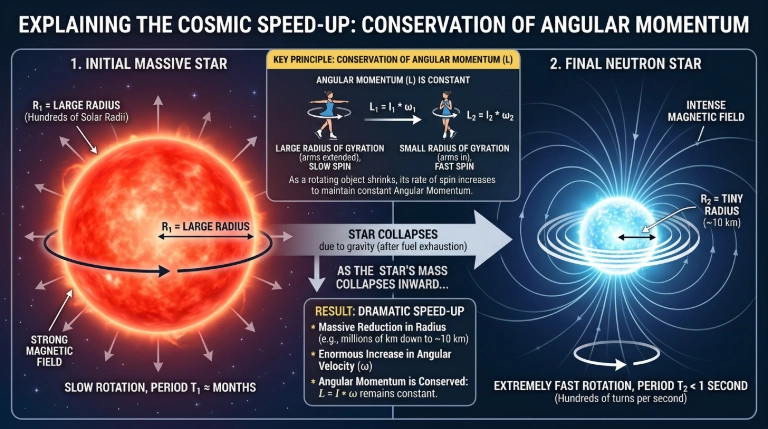 EXPLAINING THE COSMIC SPEED-UP: CONSERVATION OF ANGULAR MOMENTUM
1. INITIAL MASSIVE STAR
R₁ = LARGE RADIUS
(Hundreds of Solar Radii)
R₁ = LARGE RADIUS
STRONG
MAGNETIC
FIELD
SLOW ROTATION, PERIOD T₁ ≈ MONTHS
KEY PRINCIPLE: CONSERVATION OF ANGULAR MOMENTUM (L)
ANGULAR MOMENTUM (L) IS CONSTANT
L₁ = I₁ * ω₁
L₂ = I₂ * ω₂
LARGE RADIUS OF GYRATION
(arms extended),
SLOW SPIN
SMALL RADIUS OF GYRATION
(arms in),
FAST SPIN
As a rotating object shrinks, its rate of spin increases
to maintain constant Angular Momentum.
STAR COLLAPSES
due to gravity (after fuel exhaustion)
AS THE STAR'S MASS
COLLAPSES INWARD...
RESULT: DRAMATIC SPEED-UP
* Massive Reduction in Radius
(e.g., millions of km down to ~10 km)
* Enormous Increase in Angular
Velocity (ω)
* Angular Momentum is Conserved:
L = I * ω remains constant.
2. FINAL NEUTRON STAR
INTENSE
MAGNETIC FIELD
R₂ = TINY
RADIUS
(~10 km)
EXTREMELY FAST ROTATION, PERIOD T₂ < 1 SECOND
(Hundreds of turns per second)